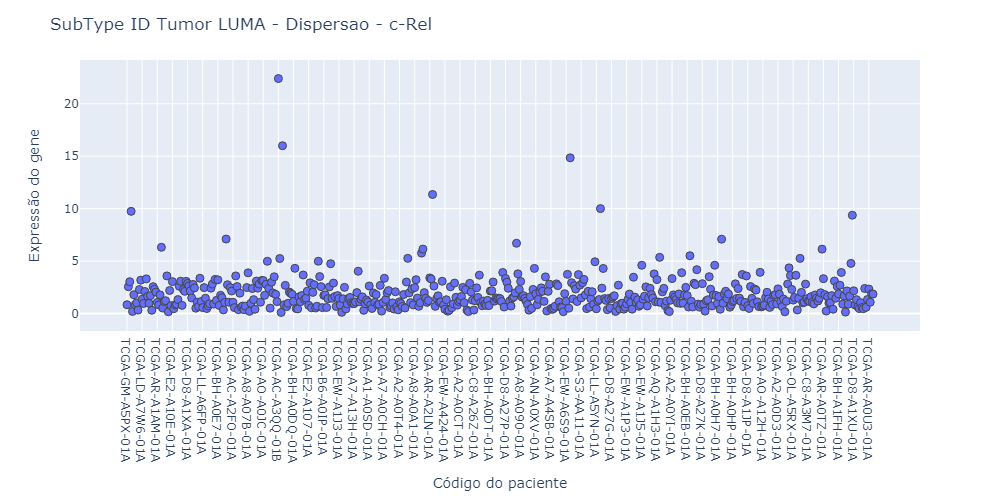 SubType ID Tumor LUMA - Dispersao - c-Rel
Expressão do gene
20
15
10
5
0
TCGA-GM-A5PX-01A
TCGA-LD-A7W6-01A
TCGA-AR-A1AM-01A
TCGA-E2-A10E-01A
TCGA-D8-A1XA-01A
TCGA-LL-A6FP-01A
TCGA-BH-A0E7-01A
TCGA-AC-A2FO-01A
TCGA-A8-A07B-01A
TCGA-AO-A0JC-01A
TCGA-AC-A3QQ-01B
TCGA-BH-A0DQ-01A
TCGA-E2-A107-01A
TCGA-B6-A0IP-01A
TCGA-EW-A1J3-01A
TCGA-A7-A13H-01A
TCGA-A1-A0SD-01A
TCGA-A7-A0CH-01A
TCGA-A2-A0T4-01A
TCGA-A8-A0A1-01A
TCGA-AR-A2LN-01A
TCGA-EW-A424-01A
TCGA-A2-A0CT-01A
TCGA-C8-A26Z-01A
TCGA-BH-A0DT-01A
TCGA-D8-A27P-01A
TCGA-A8-A090-01A
TCGA-AN-A0XV-01A
TCGA-A7-A4SB-01A
TCGA-EW-A6S9-01A
TCGA-S3-AA11-01A
TCGA-LL-A5YN-01A
TCGA-D8-A27G-01A
TCGA-EW-A1P3-01A
TCGA-EW-A1J5-01A
TCGA-AQ-A1H3-01A
TCGA-A2-A0YI-01A
TCGA-BH-A0EB-01A
TCGA-D8-A27K-01A
TCGA-BH-A0H7-01A
TCGA-BH-A0HP-01A
TCGA-D8-A1JP-01A
TCGA-AO-A12H-01A
TCGA-A2-A0D3-01A
TCGA-OL-A5RX-01A
TCGA-C8-A3M7-01A
TCGA-AR-A0TZ-01A
TCGA-BH-A1FH-01A
TCGA-D8-A1XU-01A
TCGA-AR-A0U3-01A
Código do paciente